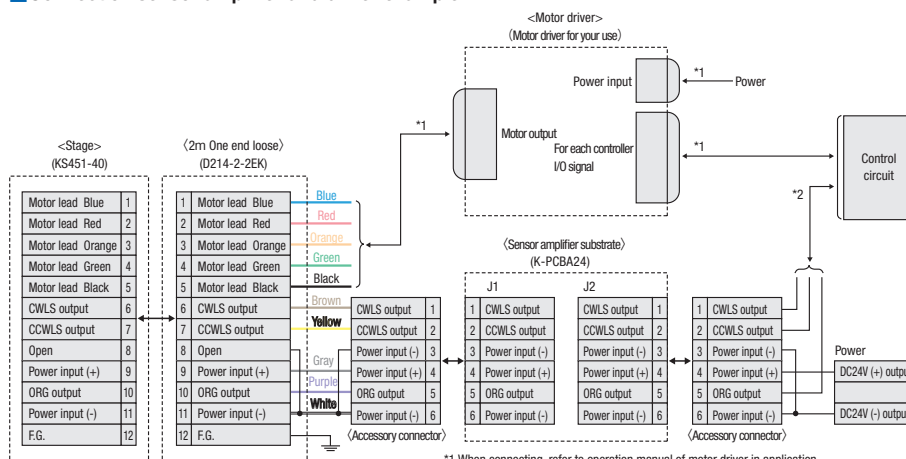 <Motor driver>
(Motor driver for your use)
Power input
*1
Power
*1
Motor output
For each controller
I/O signal
*1
Control
circuit
*2
<Stage>
(KS451-40)
〈2m One end loose〉
(D214-2-2EK)
Motor lead Blue 1
Motor lead Red 2
Motor lead Orange 3
Motor lead Green 4
Motor lead Black 5
CWLS output 6
CCWLS output 7
Open 8
Power input (+) 9
ORG output 10
Power input (-) 11
F.G. 12
1 Motor lead Blue
2 Motor lead Red
3 Motor lead Orange
4 Motor lead Green
5 Motor lead Black
6 CWLS output
7 CCWLS output
8 Open
9 Power input (+)
10 ORG output
11 Power input (-)
12 F.G.
Blue
Red
Orange
Green
Black
Brown
Yellow
Gray
Purple
White
CWLS output 1
CCWLS output 2
Power input (-) 3
Power input (+) 4
ORG output 5
Power input (-) 6
〈Accessory connector〉
〈Sensor amplifier substrate〉
(K-PCBA24)
J1
J2
1 CWLS output
2 CCWLS output
3 Power input (-)
4 Power input (+)
5 ORG output
6 Power input (-)
CWLS output 1
CCWLS output 2
Power input (-) 3
Power input (+) 4
ORG output 5
Power input (-) 6
1 CWLS output
2 CCWLS output
3 Power input (-)
4 Power input (+)
5 ORG output
6 Power input (-)
〈Accessory connector〉
Power
DC24V (+) outpu
DC24V (-) outpu